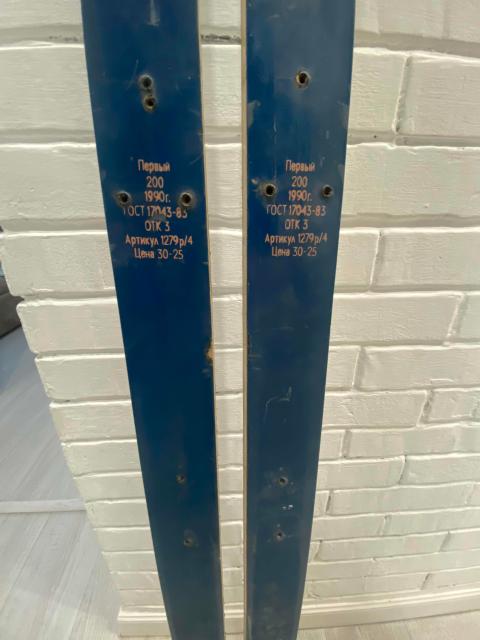 Первый
200
1990г.
ГОСТ 17043-83
ОТК 3
Артикул 1279р/4
Цена 30-25
Первый
200
1990г.
ГОСТ 17043-83
ОТК 3
Артикул 1279р/4
Цена 30-25